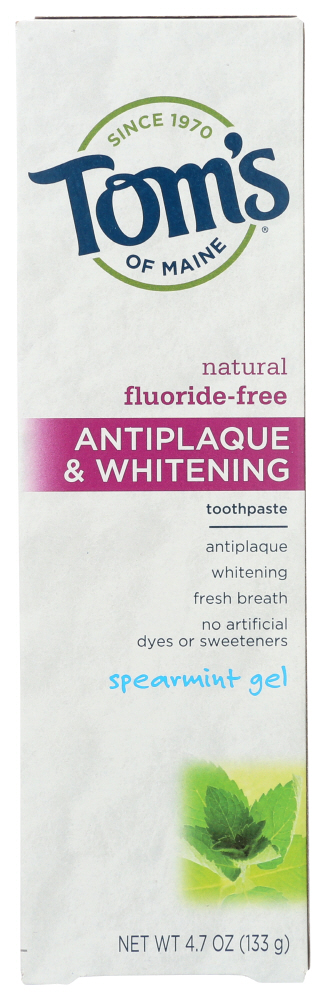 SINCE 1970
Tom's®
OF MAINE
natural
fluoride-free
ANTIPLAQUE
& WHITENING
toothpaste
antiplaque
whitening
fresh breath
no artificial
dyes or sweeteners
spearmint gel
NET WT 4.7 OZ (133 g)